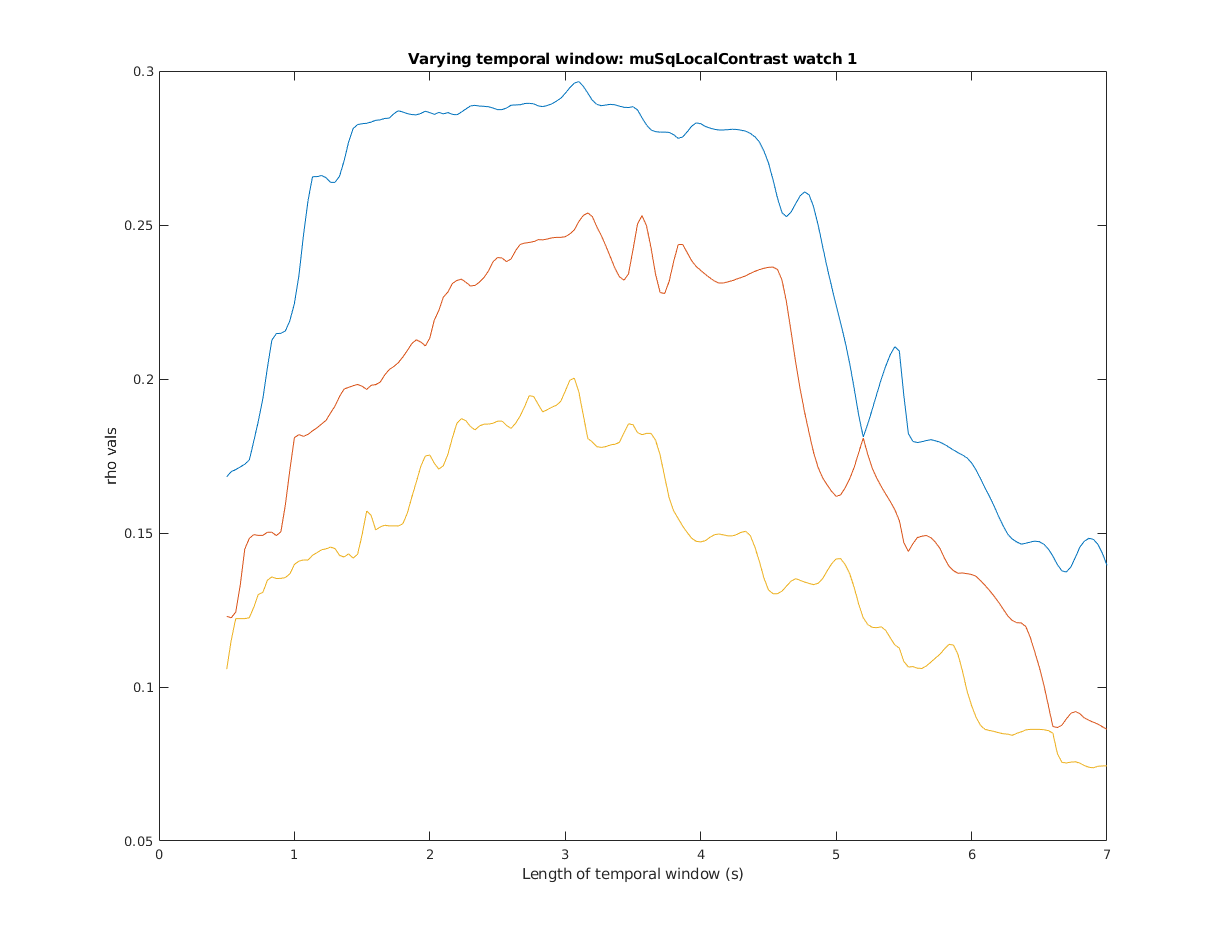 Varying temporal window: muSqLocalContrast watch 1
0.3
0.25
0.2
0.15
0.1
0.05
rho vals
0 1 2 3 4 5 6 7
Length of temporal window (s)